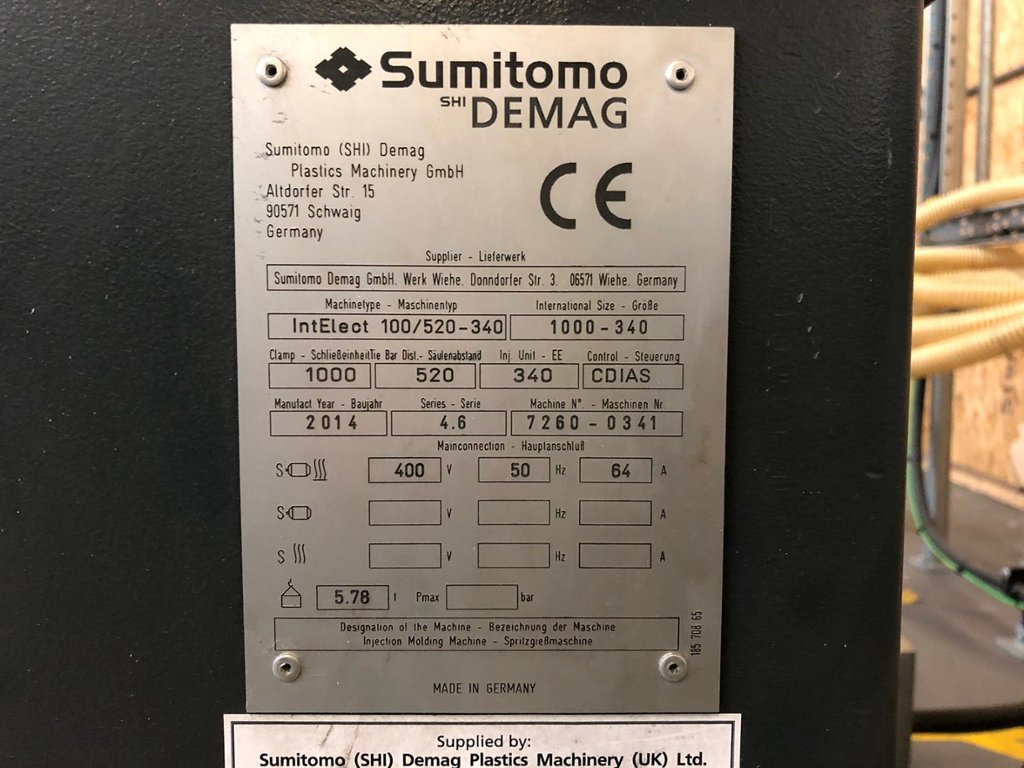 Sumitomo
SHI DEMAG
Sumitomo (SHI) Demag
Plastics Machinery GmbH
Altdorfer Str. 15
90571 Schwaig
Germany
CE
Supplier - Lieferwerk
Sumitomo Demag GmbH. Werk Wiehe. Donndorfer Str. 3. 06571 Wiehe. Germany
Machinetype - Maschinentyp International Size - Größe
IntElect 100/520-340 1000-340
Clamp - Schließeinheit Tie Bar Dist.- Säulenabstand Inj. Unit - EE Control - Steuerung
1000 520 340 CDIAS
Manufact Year - Baujahr Series - Serie Machine N°. - Maschinen Nr.
2014 4.6 7260-0341
Mainconnection - Hauptanschluß
S 400 V 50 Hz 64 A
S V Hz A
S V Hz A
5.78 t Pmax bar
Designation of the Machine - Bezeichnung der Maschine
Injection Molding Machine - Spritzgießmaschine
185 708 65
MADE IN GERMANY
Supplied by:
Sumitomo (SHI) Demag Plastics Machinery (UK) Ltd.